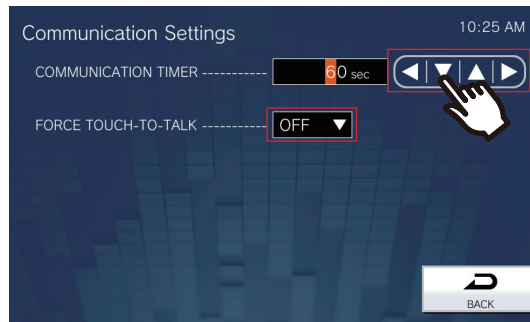 Communication Settings 10:25 AM
COMMUNICATION TIMER ---------- 60 sec
FORCE TOUCH-TO-TALK ---------- OFF
BACK